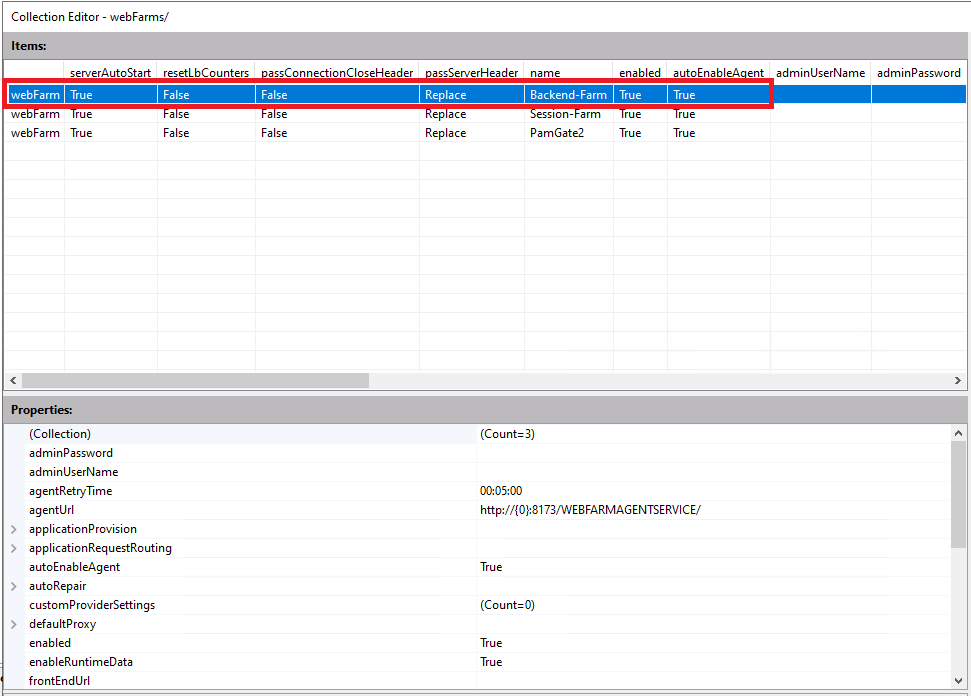 Collection Editor - webFarms/
Items:
serverAutoStart resetLbCounters passConnectionCloseHeader passServerHeader name enabled autoEnableAgent adminUserName adminPassword
webFarm True False False Replace Backend-Farm True True
webFarm True False False Replace Session-Farm True True
webFarm True False False Replace PamGate2 True True
Properties:
(Collection) (Count=3)
adminPassword
adminUserName
agentRetryTime 00:05:00
agentUrl http://{0}:8173/WEBFARMAGENTSERVICE/
applicationProvision
applicationRequestRouting
autoEnableAgent True
autoRepair
customProviderSettings (Count=0)
defaultProxy
enabled True
enableRuntimeData True
frontEndUrl